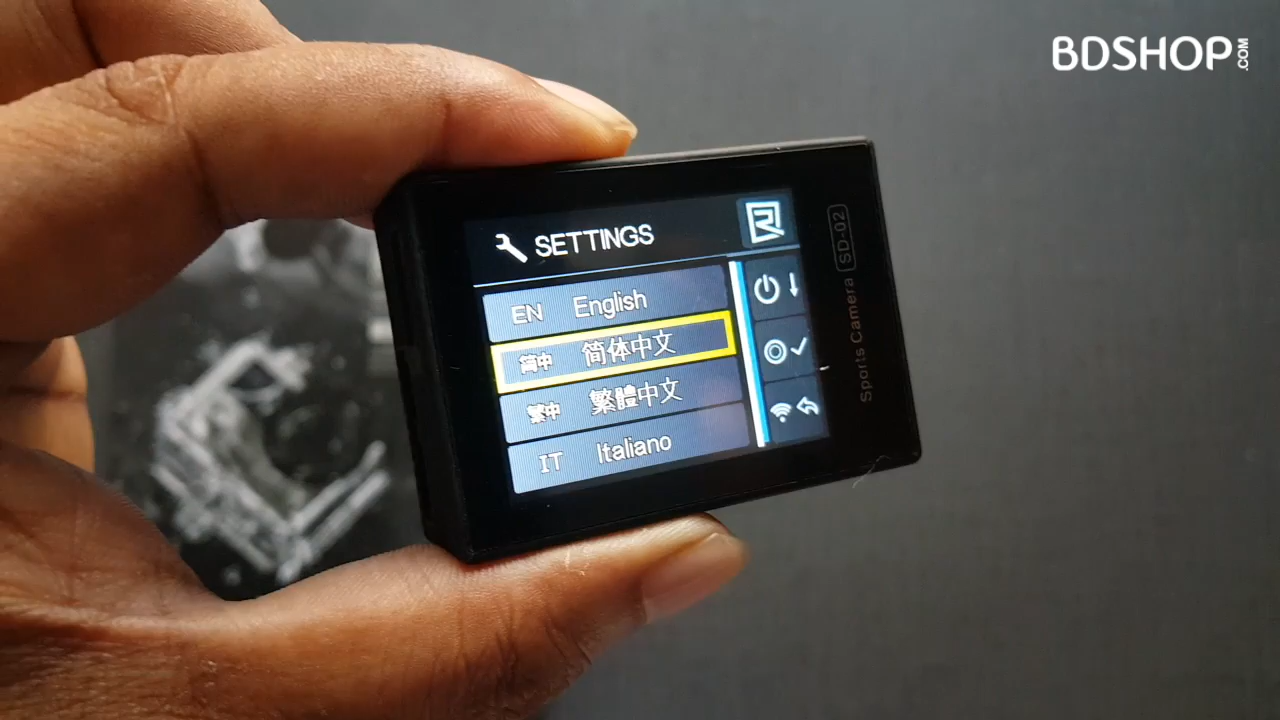 BDSHOP.COM
SETTINGS
EN English
简中 简体中文
繁中 繁體中文
IT Italiano
Sports Camera SD-02